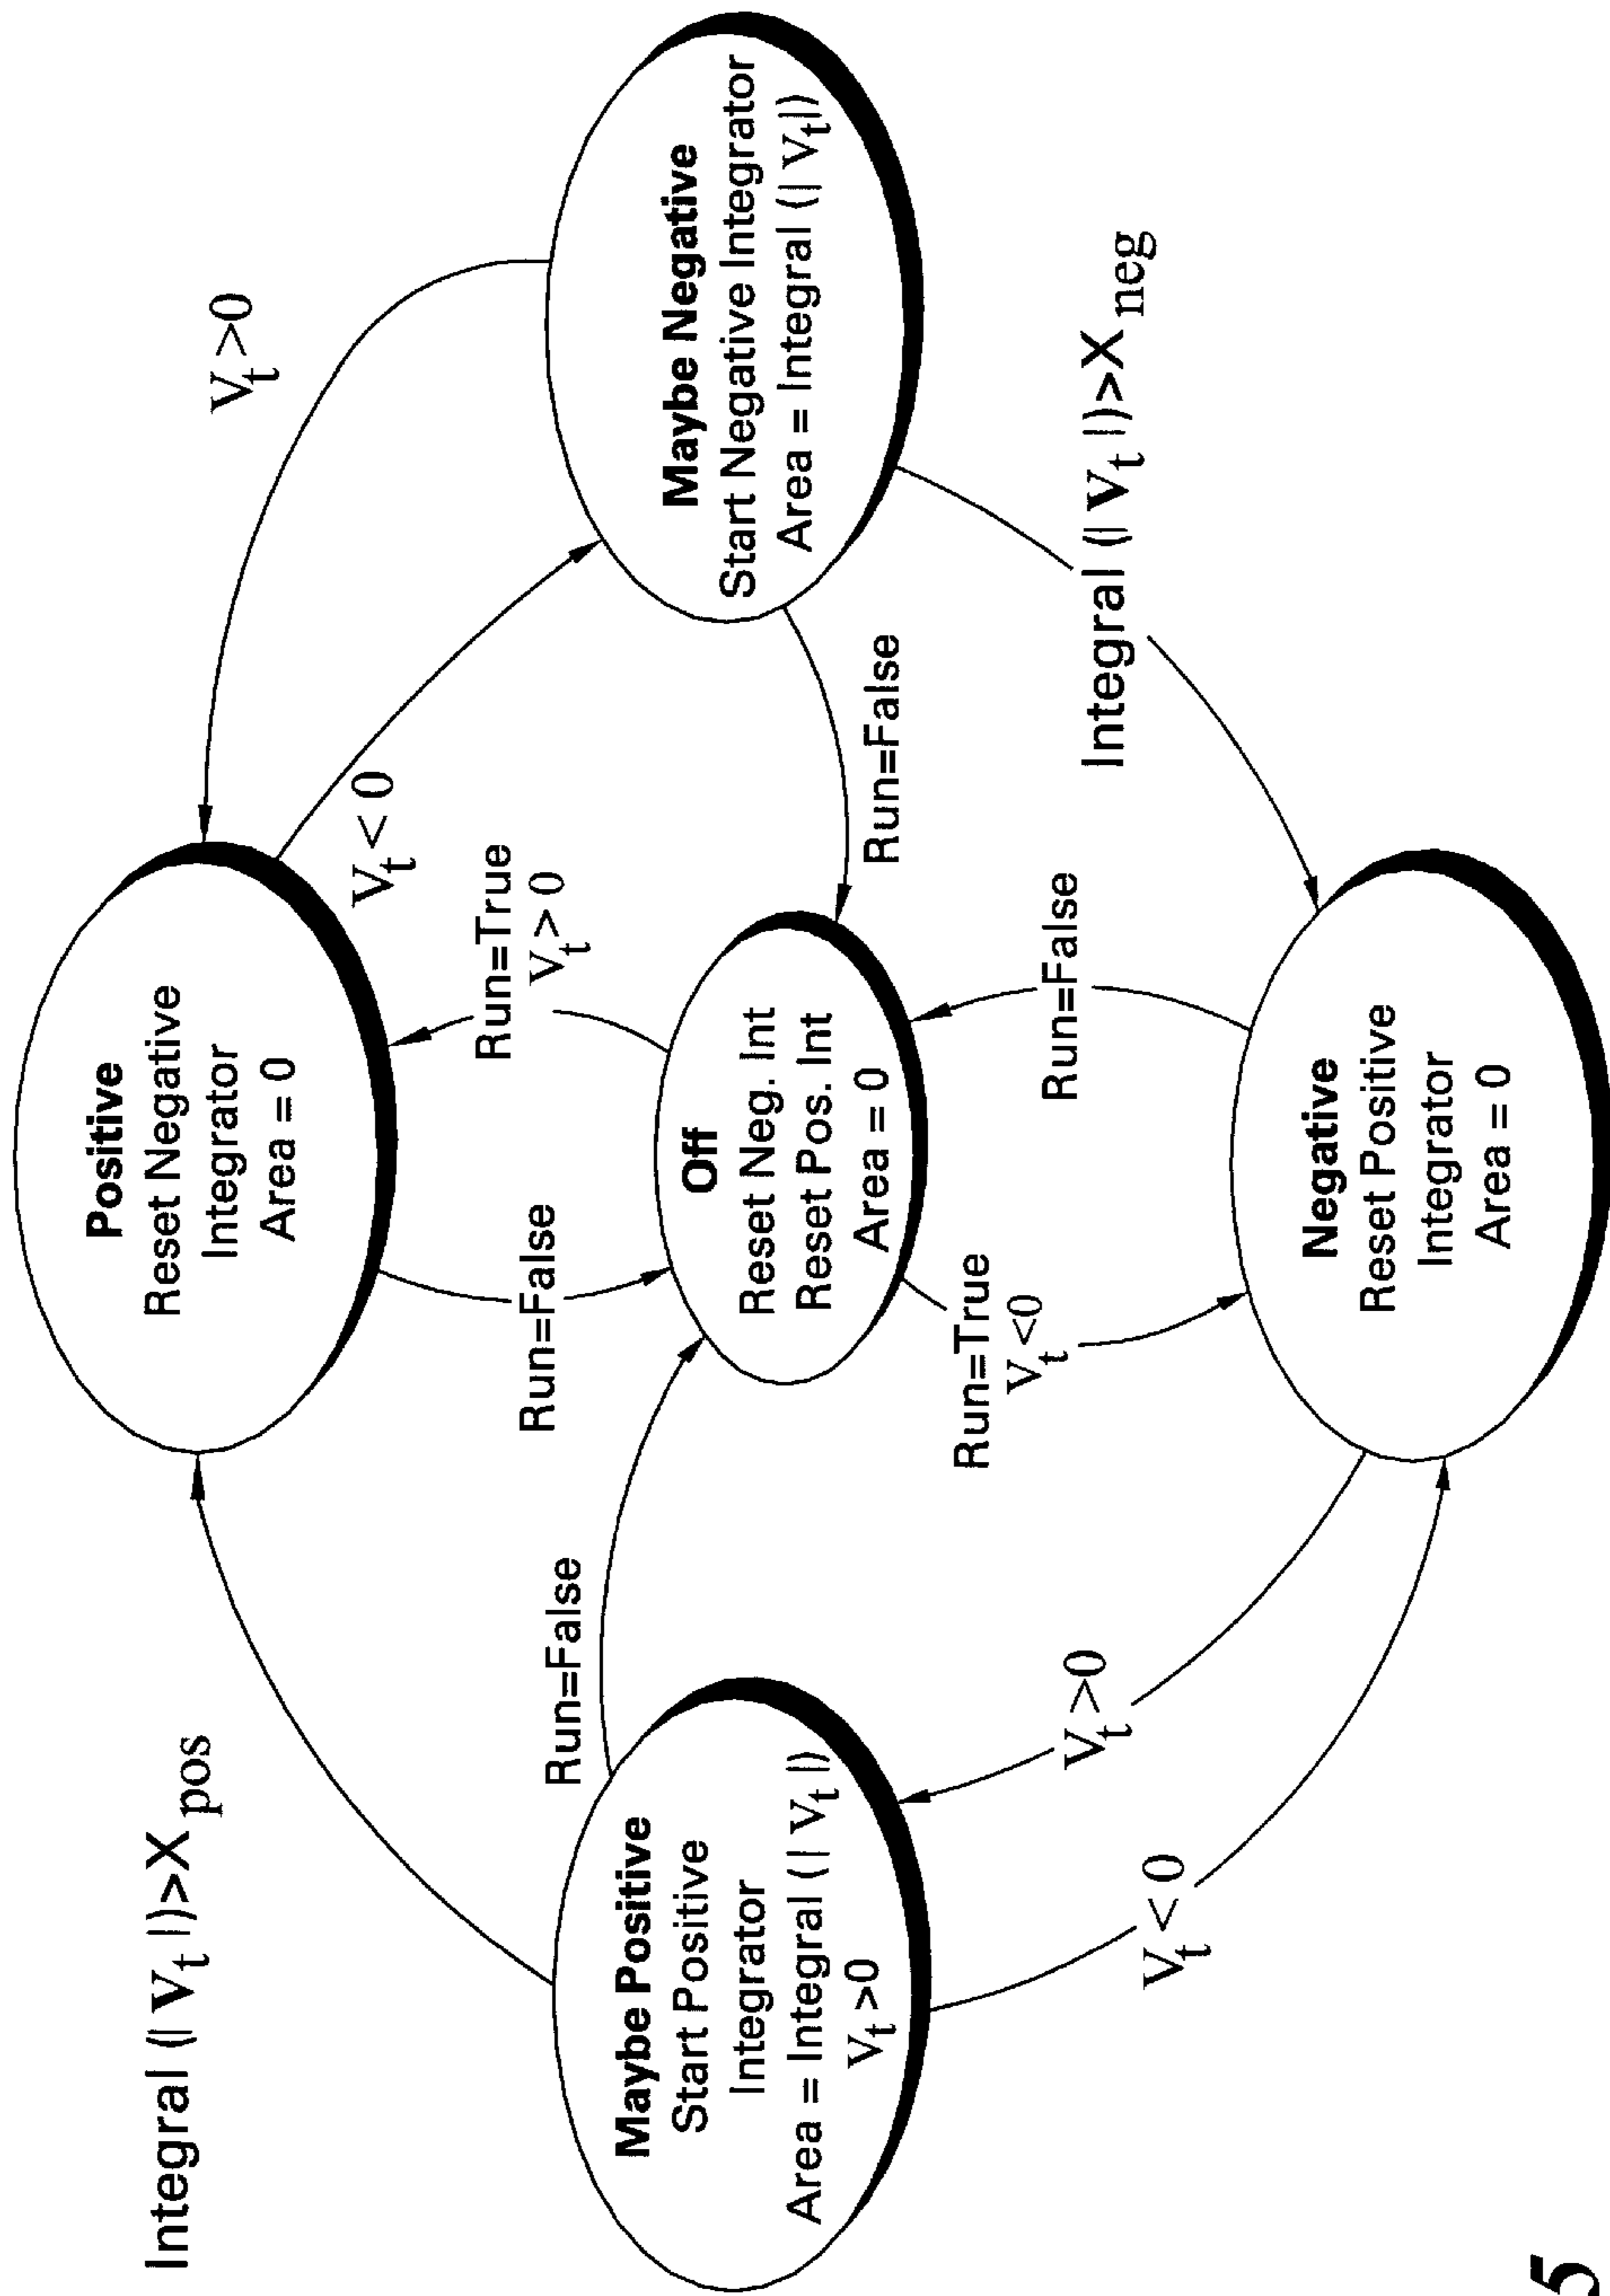 Integral (| Vt |)>Xpos
Positive
Reset Negative
Integrator
Area = 0
Vt >0
Vt < 0
Run=True
Vt > 0
Run=False
Run=False
Maybe Positive
Start Positive
Integrator
Area = Integral (| Vt |)
Vt >0
Off
Reset Neg. Int
Reset Pos. Int
Area = 0
Maybe Negative
Start Negative Integrator
Area = Integral (| Vt |)
Run=False
Run=True
Vt <0
Run=False
Vt >0
Vt < 0
Integral (| Vt |)>Xneg
Negative
Reset Positive
Integrator
Area = 0
5